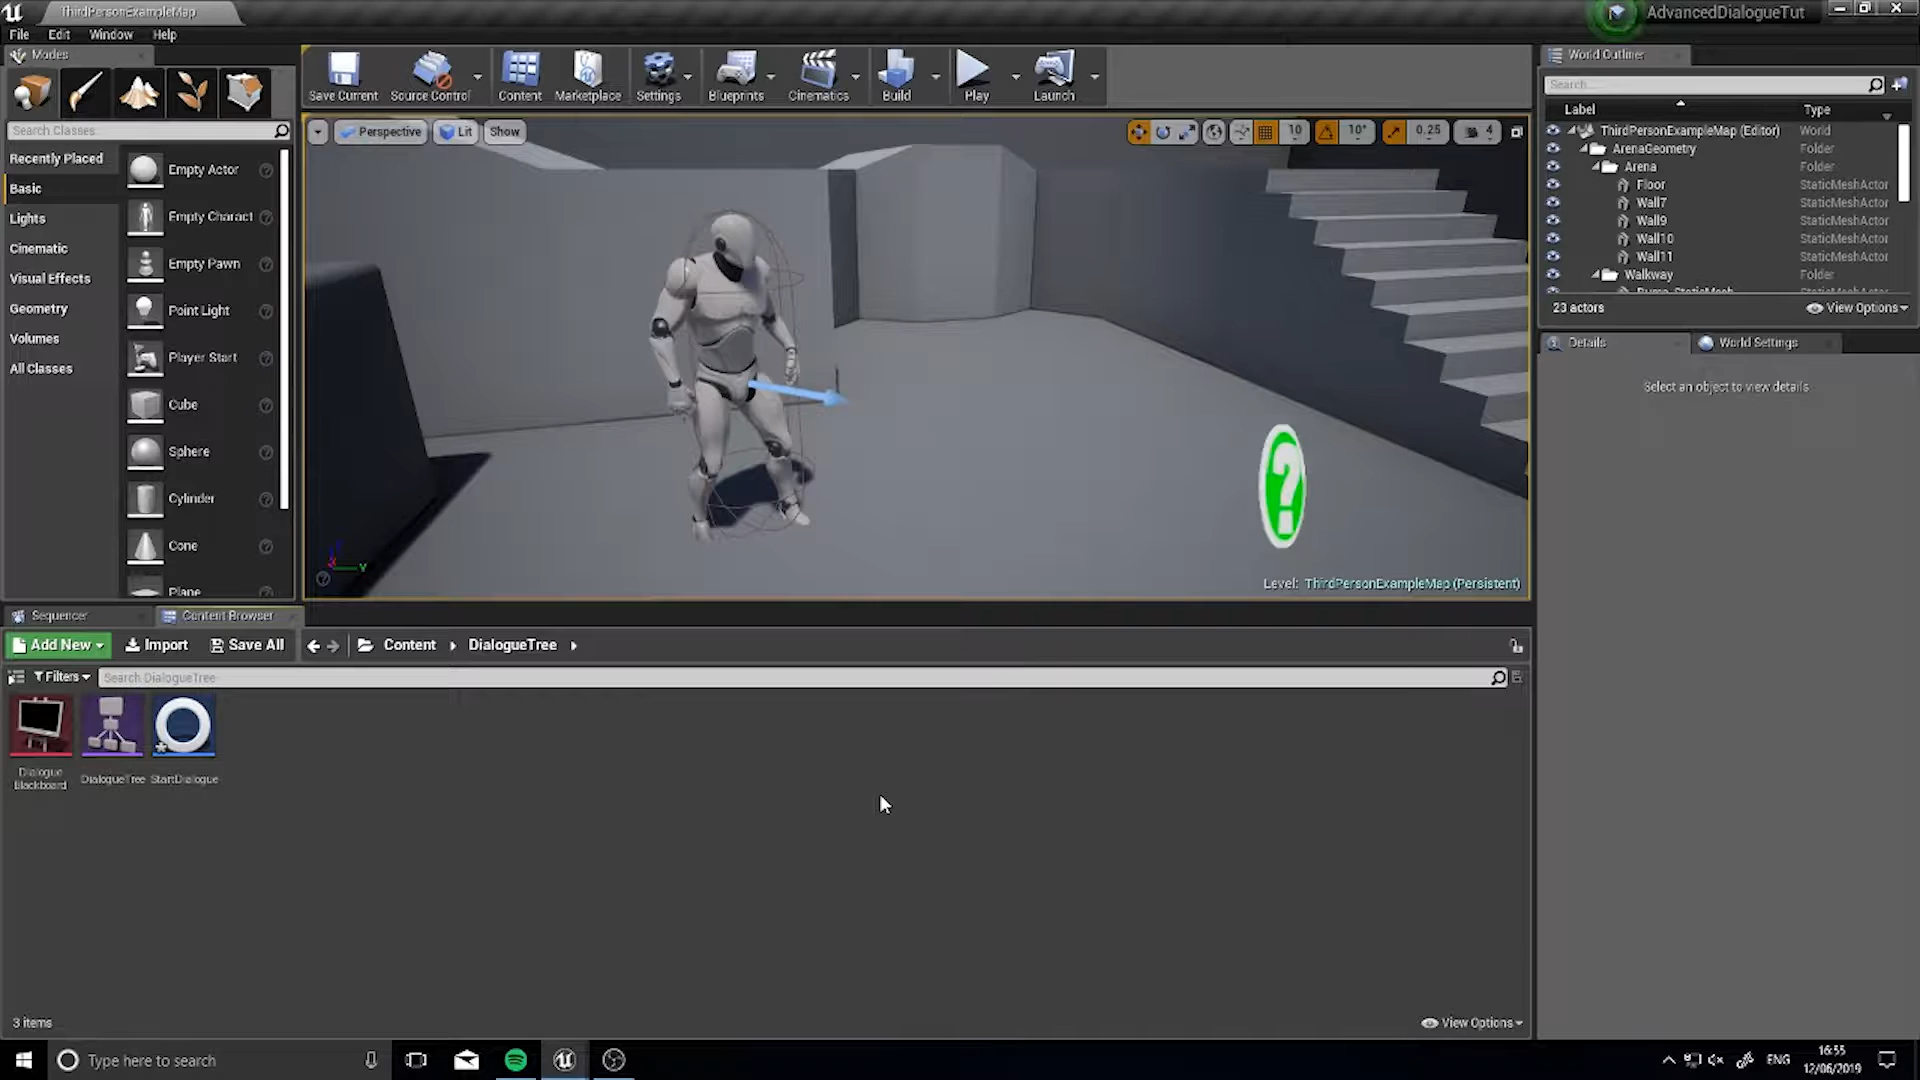 ThirdPersonExampleMap
AdvancedDialogueTut
File Edit Window Help
Modes
Save Current Source Control Content Marketplace Settings Blueprints Cinematics Build Play Launch
World Outliner
Search...
Label Type
Search Classes
Perspective Lit Show
10 10° 0.25 4
Recently Placed
Basic
Lights
Cinematic
Visual Effects
Geometry
Volumes
All Classes
Empty Actor
Empty Charact
Empty Pawn
Point Light
Player Start
Cube
Sphere
Cylinder
Cone
Plane
ThirdPersonExampleMap (Editor) World
ArenaGeometry Folder
Arena Folder
Floor StaticMeshActor
Wall7 StaticMeshActor
Wall9 StaticMeshActor
Wall10 StaticMeshActor
Wall11 StaticMeshActor
Walkway Folder
23 actors View Options
Details World Settings
Select an object to view details
?
Level: ThirdPersonExampleMap (Persistent)
Sequencer Content Browser
Add New Import Save All Content DialogueTree
Filters Search DialogueTree
Dialogue
Blackboard
DialogueTree
StartDialogue
3 items View Options
Type here to search
ENG
16:55
12/06/2019